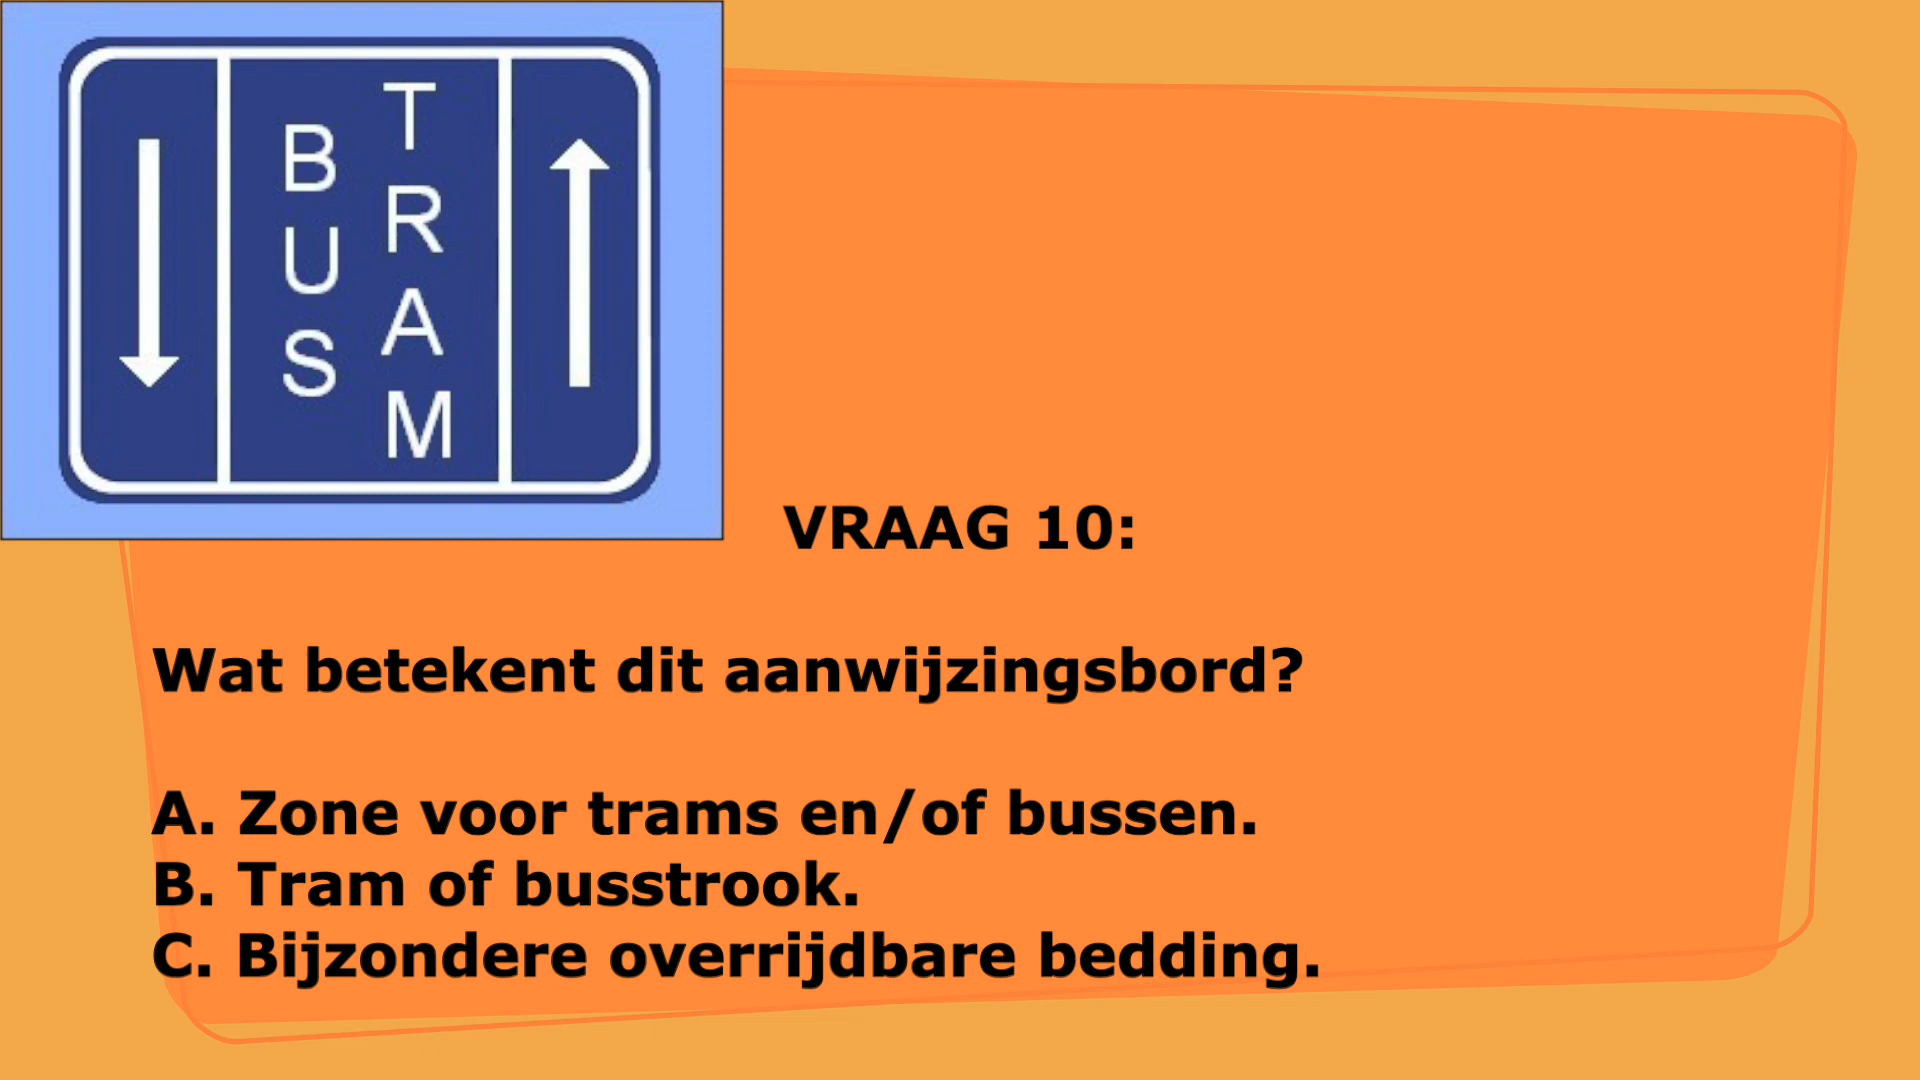 BUS
TRAM
VRAAG 10:
Wat betekent dit aanwijzingsbord?
A. Zone voor trams en/of bussen.
B. Tram of busstrook.
C. Bijzondere overrijdbare bedding.